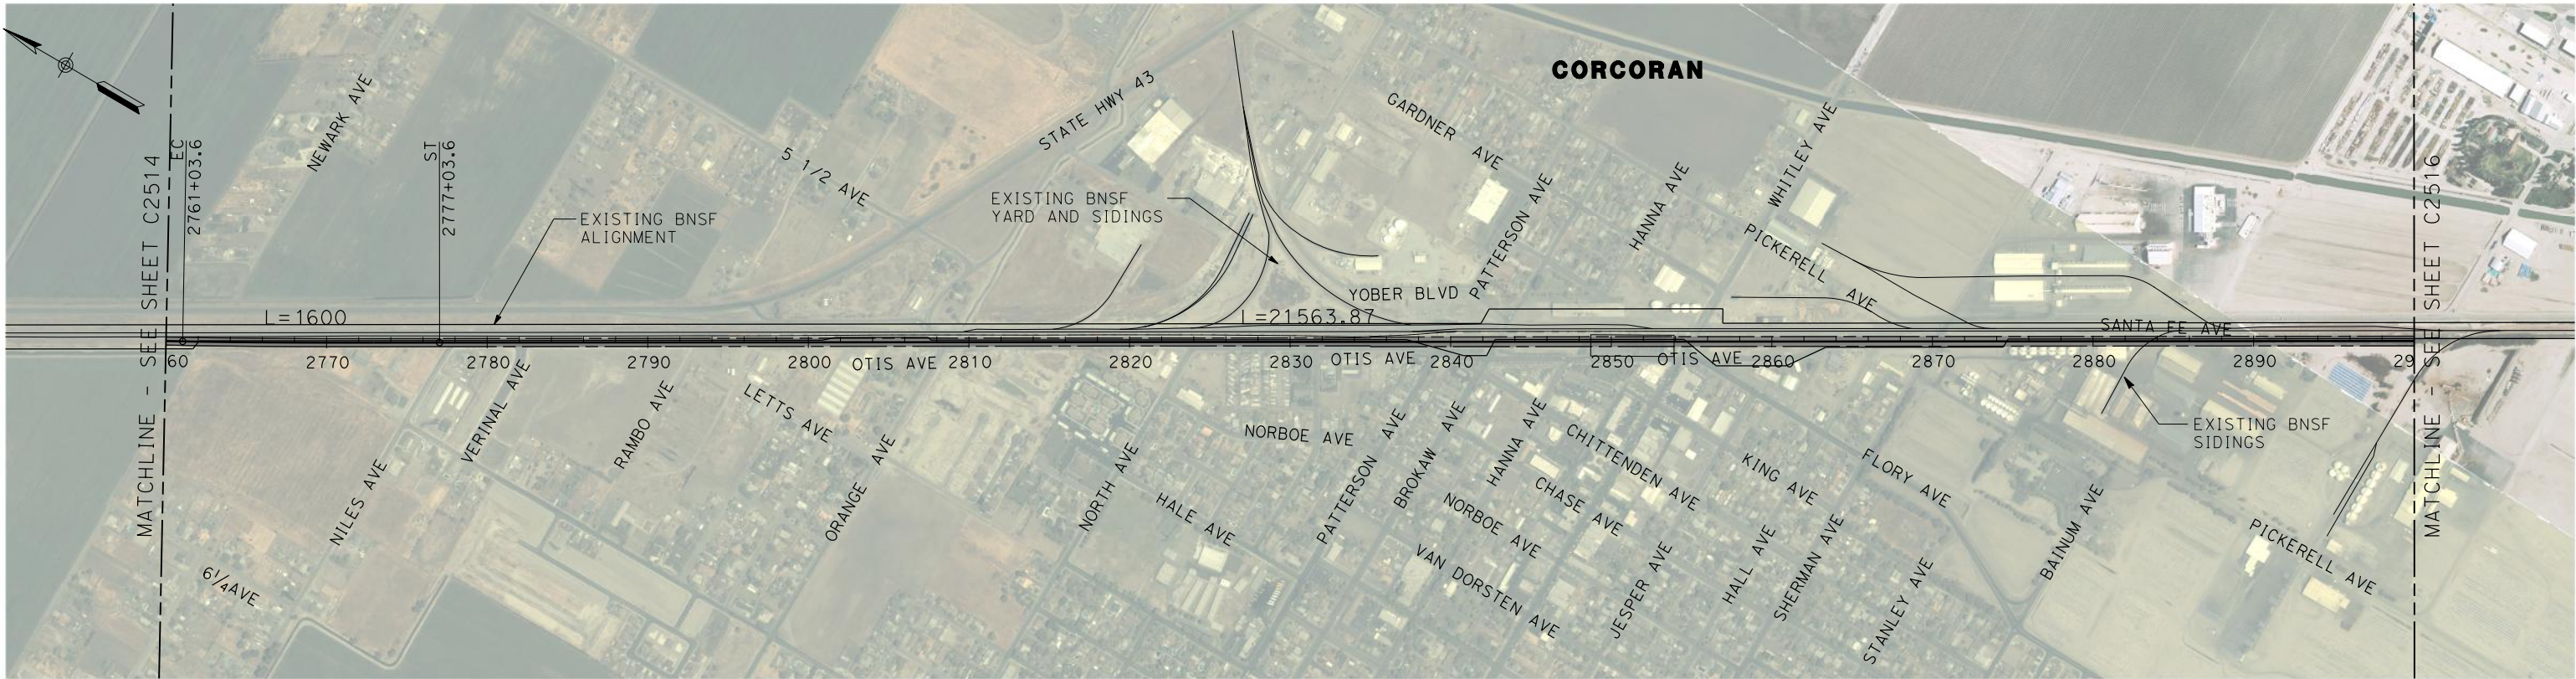 CORCORAN
MATCHLINE - SEE SHEET C2514
EC
2761+03.6
NEWARK AVE
ST
2777+03.6
EXISTING BNSF
ALIGNMENT
5 1/2 AVE
STATE HWY 43
EXISTING BNSF
YARD AND SIDINGS
GARDNER AVE
PATTERSON AVE
HANNA AVE
WHITLEY AVE
PICKERELL AVE
YOBER BLVD
MATCHLINE - SEE SHEET C2516
L=1600
L=21563.87
SANTA FE AVE
60
2770
2780
2790
2800
OTIS AVE
2810
2820
2830
OTIS AVE
2840
2850
OTIS AVE
2860
2870
2880
2890
29
6¼AVE
NILES AVE
VERINAL AVE
RAMBO AVE
LETTS AVE
ORANGE AVE
NORTH AVE
HALE AVE
NORBOE AVE
PATTERSON AVE
BROKAW AVE
HANNA AVE
NORBOE AVE
VAN DORSTEN AVE
CHASE AVE
CHITTENDEN AVE
JESPER AVE
KING AVE
HALL AVE
SHERMAN AVE
FLORY AVE
STANLEY AVE
BAINUM AVE
EXISTING BNSF
SIDINGS
PICKERELL AVE